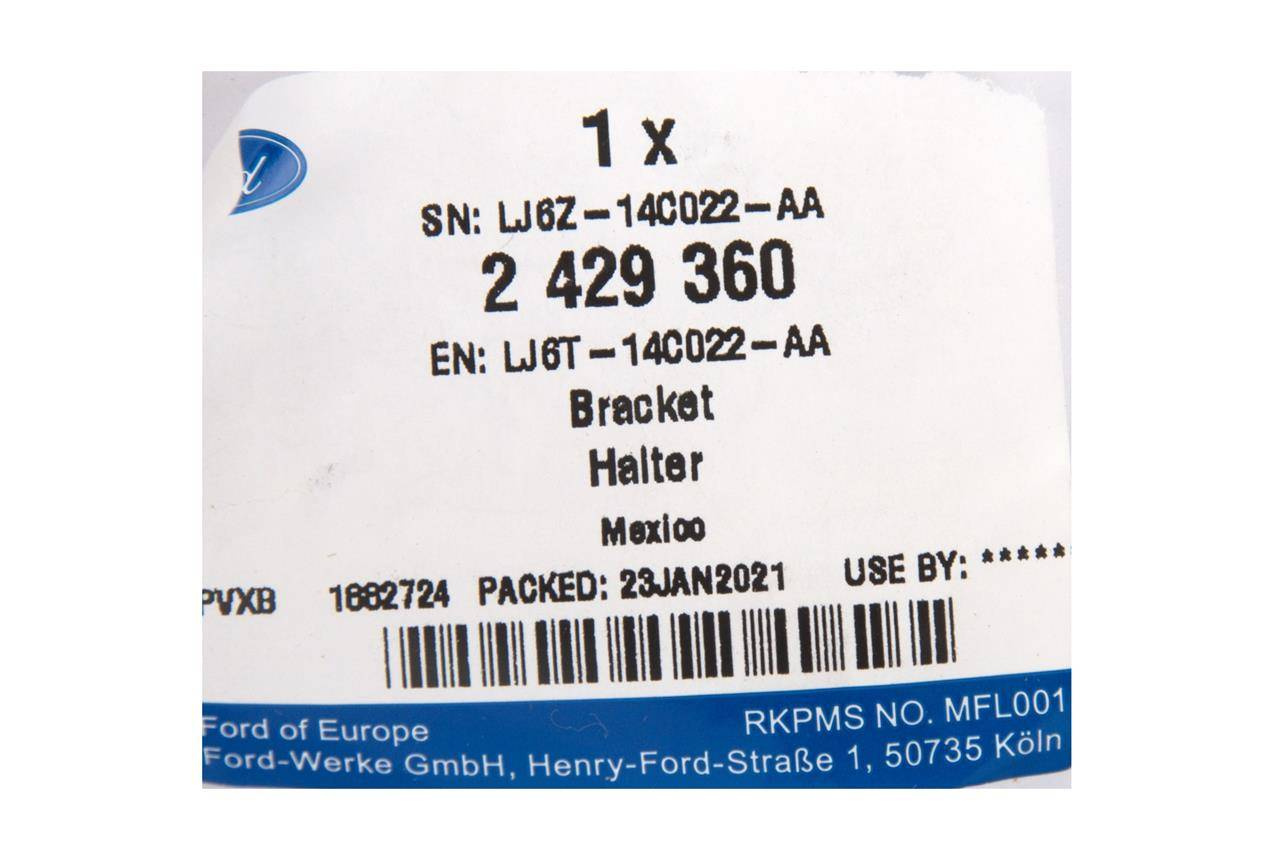 d
1 x
SN: LJ6Z-14C022-AA
2 429 360
EN: LJ6T-14C022-AA
Bracket
Halter
Mexico
PVXB 1882724 PACKED: 23JAN2021 USE BY: ******
Ford of Europe RKPMS NO. MFL001
Ford-Werke GmbH, Henry-Ford-Straße 1, 50735 Köln